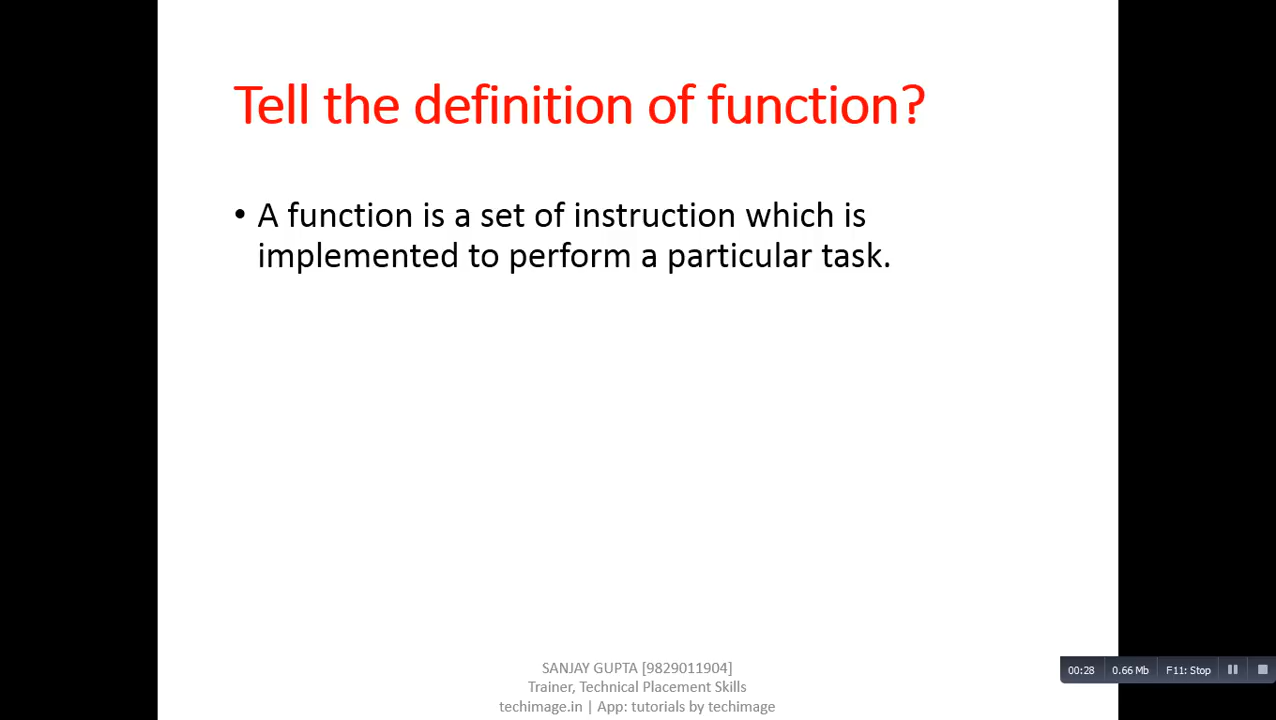 Tell the definition of function?
• A function is a set of instruction which is
implemented to perform a particular task.
SANJAY GUPTA [9829011904]
Trainer, Technical Placement Skills
techimage.in | App: tutorials by techimage
00:28 0.66 Mb F11: Stop